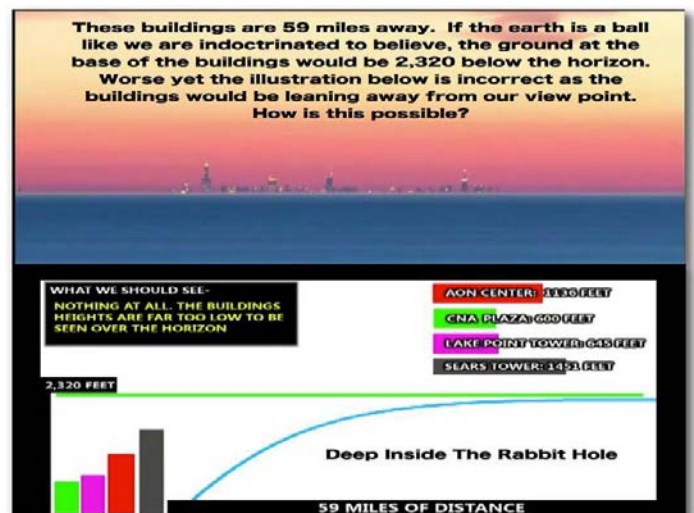 These buildings are 59 miles away. If the earth is a ball
like we are indoctrinated to believe, the ground at the
base of the buildings would be 2,320 below the horizon.
Worse yet the illustration below is incorrect as the
buildings would be leaning away from our view point.
How is this possible?
WHAT WE SHOULD SEE-
NOTHING AT ALL. THE BUILDINGS
HEIGHTS ARE FAR TOO LOW TO BE
SEEN OVER THE HORIZON
AON CENTER: 1136 FEET
CNA PLAZA: 600 FEET
LAKE POINT TOWER: 645 FEET
SEARS TOWER: 1451 FEET
2,320 FEET
Deep Inside The Rabbit Hole
59 MILES OF DISTANCE